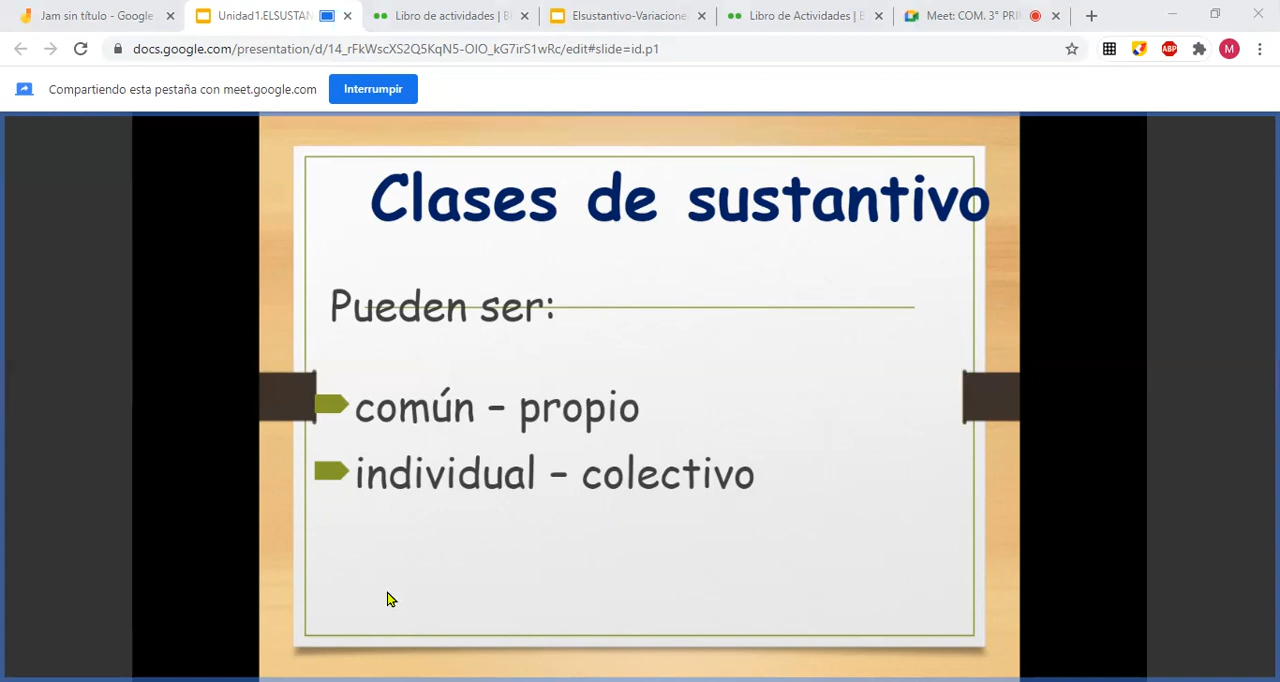 Jam sin título - Google
Unidad1.ELSUSTAN
Libro de actividades | B
Elsustantivo-Variacione
Libro de Actividades | B
Meet: COM. 3° PRI
docs.google.com/presentation/d/14_rFkWscXS2Q5KqN5-OIO_kG7irS1wRc/edit#slide=id.p1
ABP
M
Compartiendo esta pestaña con meet.google.com
Interrumpir
Clases de sustantivo
Pueden ser:
común – propio
individual – colectivo